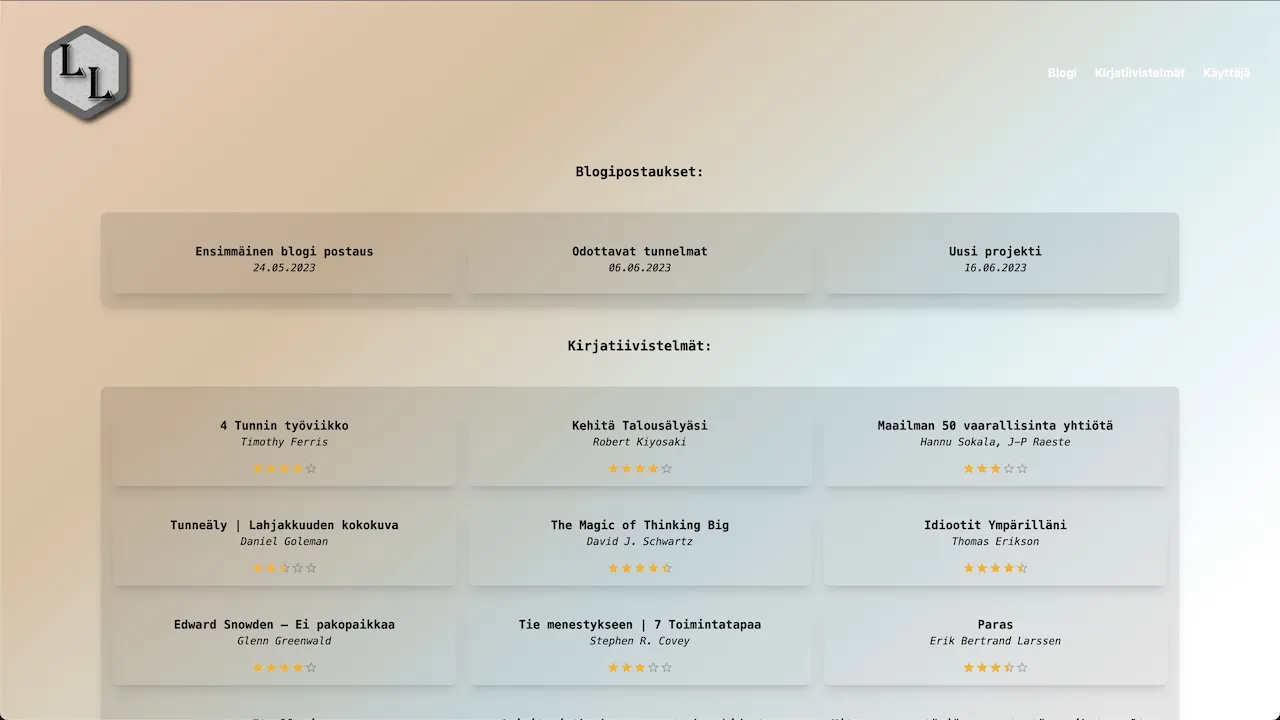 L
L
Blogi Kirjatiivistelmät Käyttäjä
Blogipostaukset:
Ensimmäinen blogi postaus
24.05.2023
Odottavat tunnelmat
06.06.2023
Uusi projekti
16.06.2023
Kirjatiivistelmät:
4 Tunnin työviikko
Timothy Ferris
Kehitä Talousälyäsi
Robert Kiyosaki
Maailman 50 vaarallisinta yhtiötä
Hannu Sokala, J-P Raeste
Tunneäly | Lahjakkuuden kokokuva
Daniel Goleman
The Magic of Thinking Big
David J. Schwartz
Idiootit Ympärilläni
Thomas Erikson
Edward Snowden – Ei pakopaikkaa
Glenn Greenwald
Tie menestykseen | 7 Toimintatapaa
Stephen R. Covey
Paras
Erik Bertrand Larssen